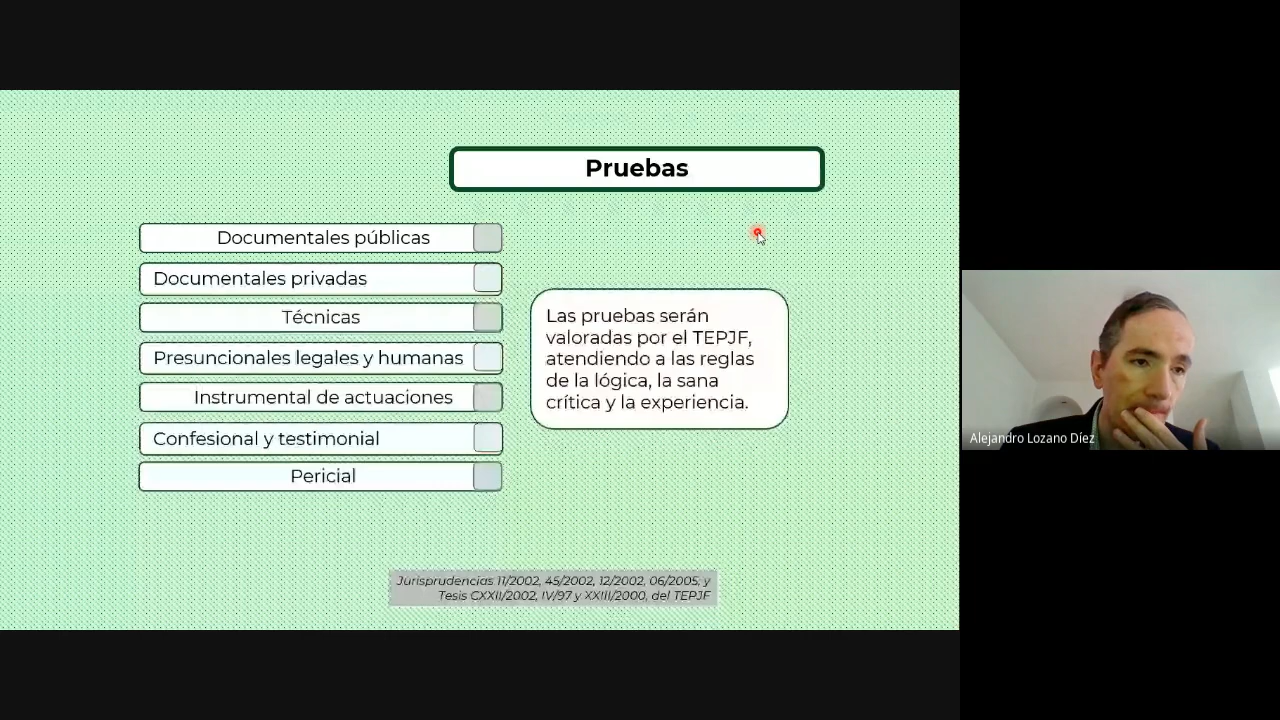 Pruebas
Documentales públicas
Documentales privadas
Técnicas
Presuncionales legales y humanas
Instrumental de actuaciones
Confesional y testimonial
Pericial
Las pruebas serán
valoradas por el TEPJF,
atendiendo a las reglas
de la lógica, la sana
crítica y la experiencia.
Jurisprudencias 11/2002, 45/2002, 12/2002, 06/2005; y
Tesis CXXII/2002, IV/97 y XXIII/2000, del TEPJF
Alejandro Lozano Díez